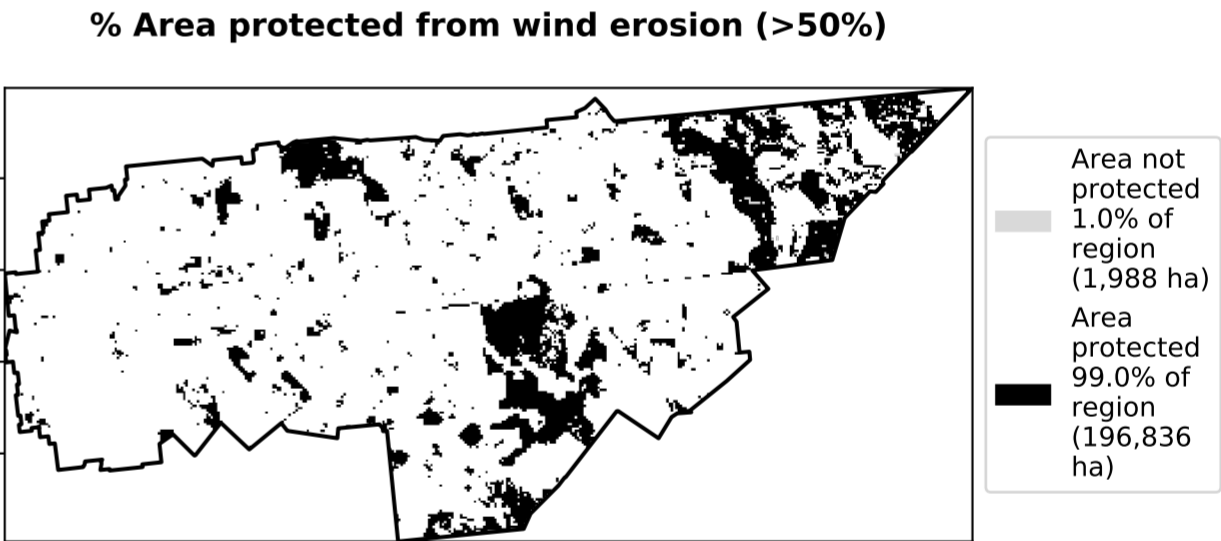 % Area protected from wind erosion (>50%)
Area not
protected
1.0% of
region
(1,988 ha)
Area
protected
99.0% of
region
(196,836
ha)